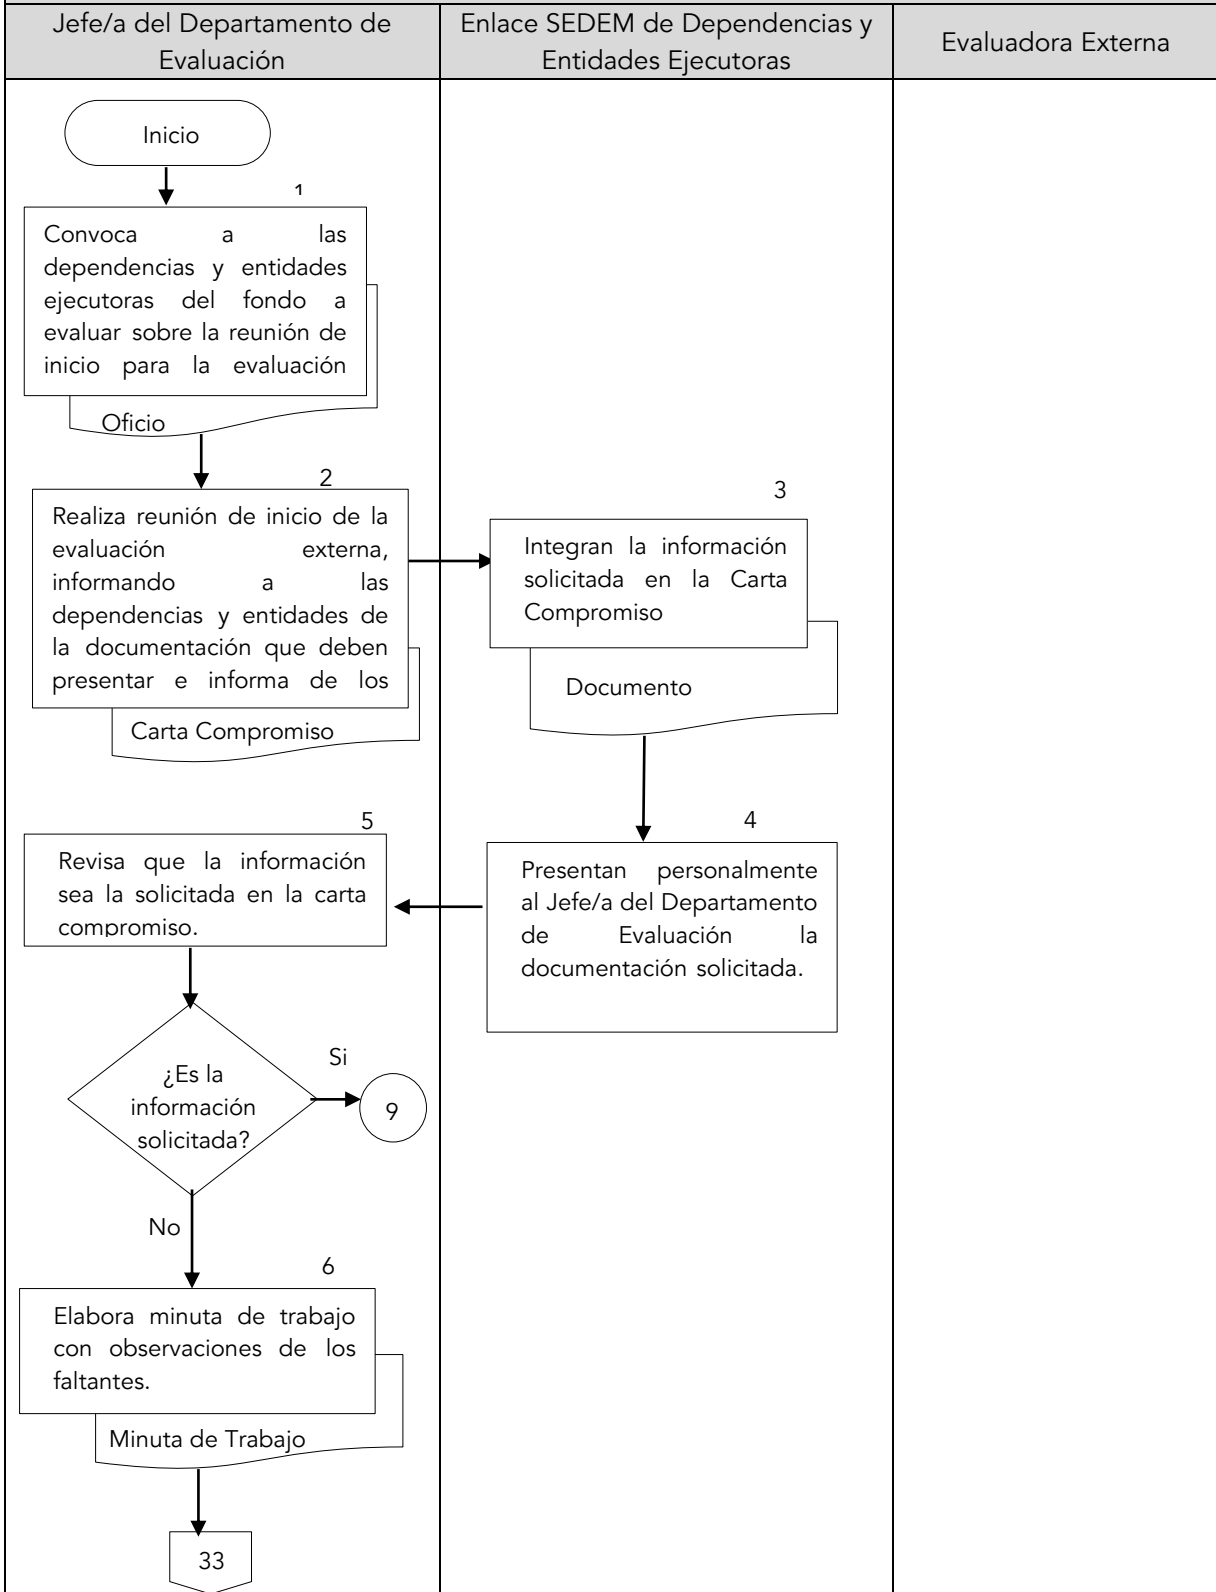 Jefe/a del Departamento de
Evaluación
Enlace SEDEM de Dependencias y
Entidades Ejecutoras
Evaluadora Externa
Inicio
1
Convoca a las
dependencias y entidades
ejecutoras del fondo a
evaluar sobre la reunión de
inicio para la evaluación
Oficio
2
Realiza reunión de inicio de la
evaluación externa,
informando a las
dependencias y entidades de
la documentación que deben
presentar e informa de los
Carta Compromiso
3
Integran la información
solicitada en la Carta
Compromiso
Documento
4
Presentan personalmente
al Jefe/a del Departamento
de Evaluación la
documentación solicitada.
5
Revisa que la información
sea la solicitada en la carta
compromiso.
¿Es la
información
solicitada?
Si
9
No
6
Elabora minuta de trabajo
con observaciones de los
faltantes.
Minuta de Trabajo
33